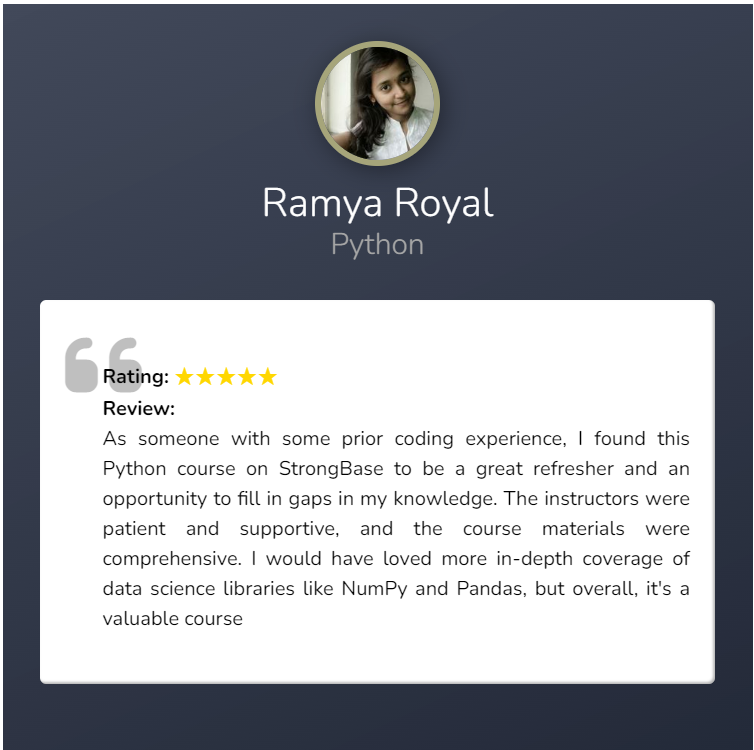 Ramya Royal
Python
Rating: ★★★★★
Review:
As someone with some prior coding experience, I found this
Python course on StrongBase to be a great refresher and an
opportunity to fill in gaps in my knowledge. The instructors were
patient and supportive, and the course materials were
comprehensive. I would have loved more in-depth coverage of
data science libraries like NumPy and Pandas, but overall, it's a
valuable course